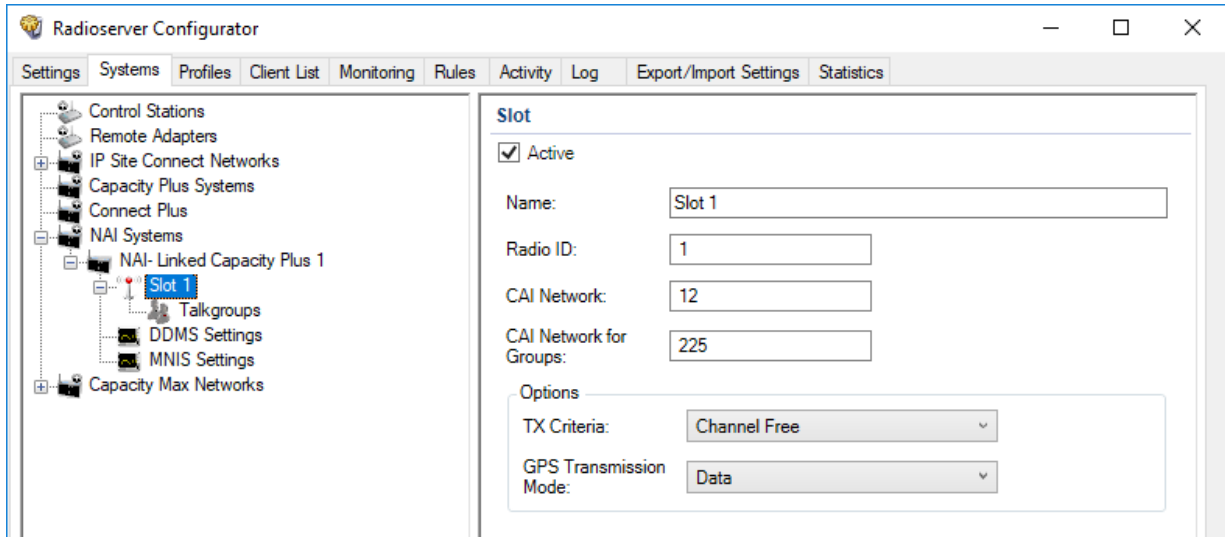 Radioserver Configurator
Settings Systems Profiles Client List Monitoring Rules Activity Log Export/Import Settings Statistics
Control Stations
Remote Adapters
IP Site Connect Networks
Capacity Plus Systems
Connect Plus
NAI Systems
NAI- Linked Capacity Plus 1
Slot 1
Talkgroups
DDMS Settings
MNIS Settings
Capacity Max Networks
Slot
Active
Name: Slot 1
Radio ID: 1
CAI Network: 12
CAI Network for
Groups: 225
Options
TX Criteria: Channel Free
GPS Transmission
Mode: Data